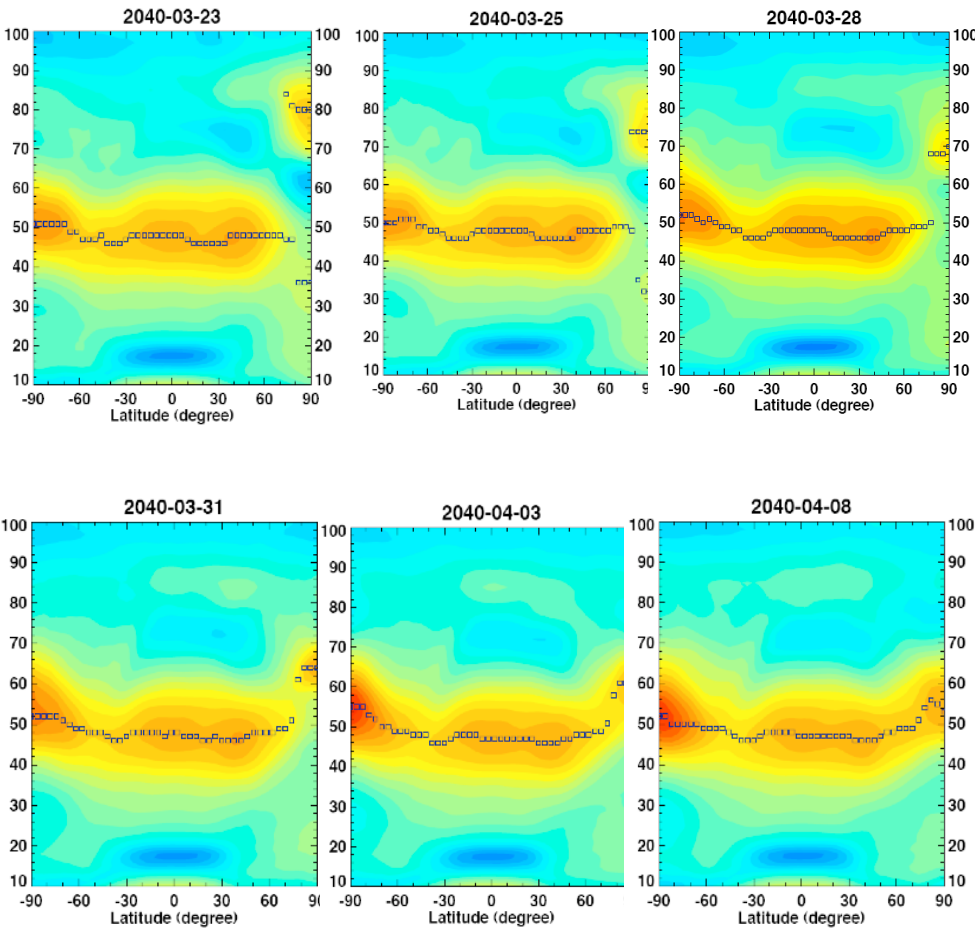 2040-03-23 2040-03-25 2040-03-28
100 100 100 100 100
90 90 90 90 90
80 80 80 80 80
70 70 70 70 70
60 60 60 60 60
50 50 50 50 50
40 40 40 40 40
30 30 30 30 30
20 20 20 20 20
10 10 10 10 10
-90 -60 -30 0 30 60 90 -90 -60 -30 0 30 60 9 -90 -60 -30 0 30 60 90
Latitude (degree) Latitude (degree) Latitude (degree)
2040-03-31 2040-04-03 2040-04-08
100 100 100 100
90 90 90 90
80 80 80 80
70 70 70 70
60 60 60 60
50 50 50 50
40 40 40 40
30 30 30 30
20 20 20 20
10 10 10 10
-90 -60 -30 0 30 60 90 -90 -60 -30 0 30 60 -90 -60 -30 0 30 60 90
Latitude (degree) Latitude (degree) Latitude (degree)